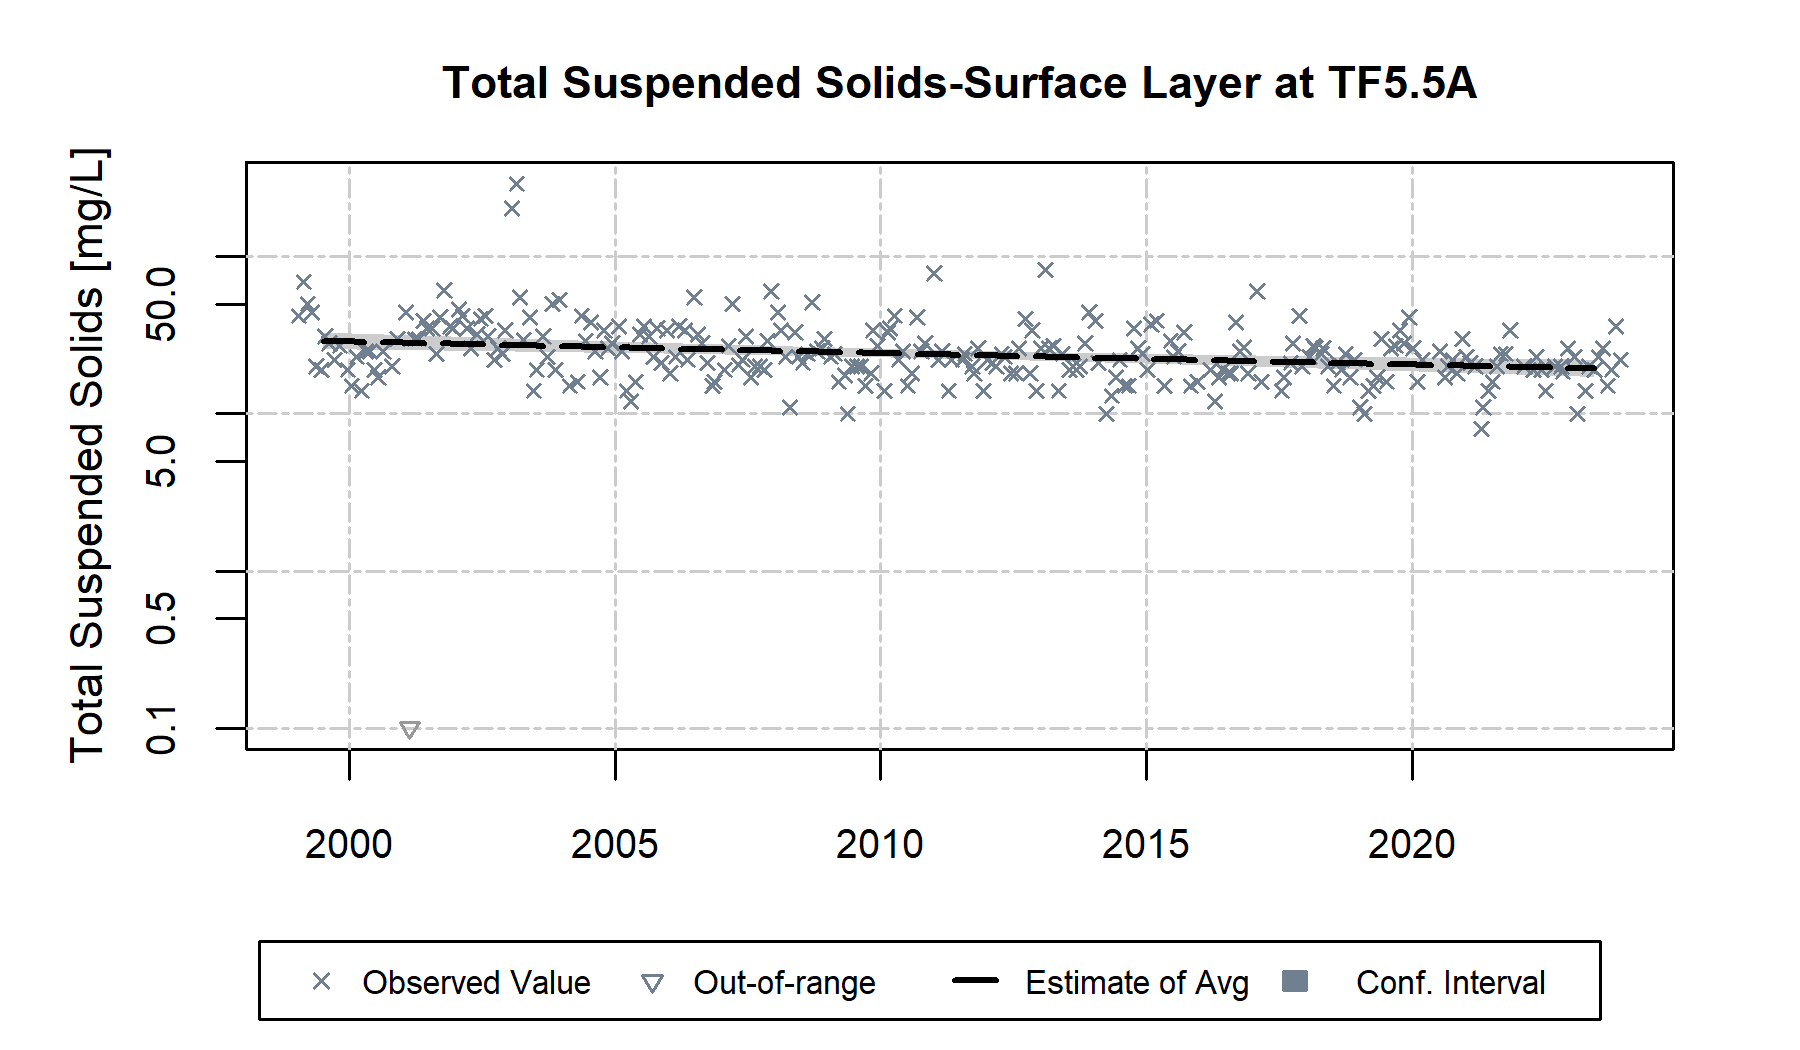 Total Suspended Solids-Surface Layer at TF5.5A
Total Suspended Solids [mg/L]
50.0
5.0
0.5
0.1
2000 2005 2010 2015 2020
Observed Value Out-of-range Estimate of Avg Conf. Interval